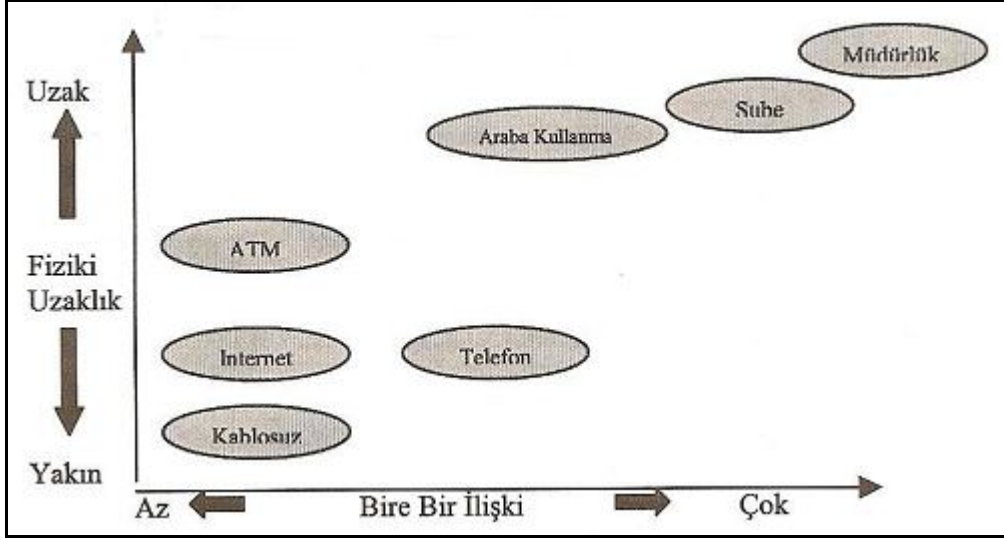 Müdürlük
Uzak
Şube
Araba Kullanma
ATM
Fiziki
Uzaklık
Internet
Telefon
Kablosuz
Yakın
Az
Bire Bir İlişki
Çok